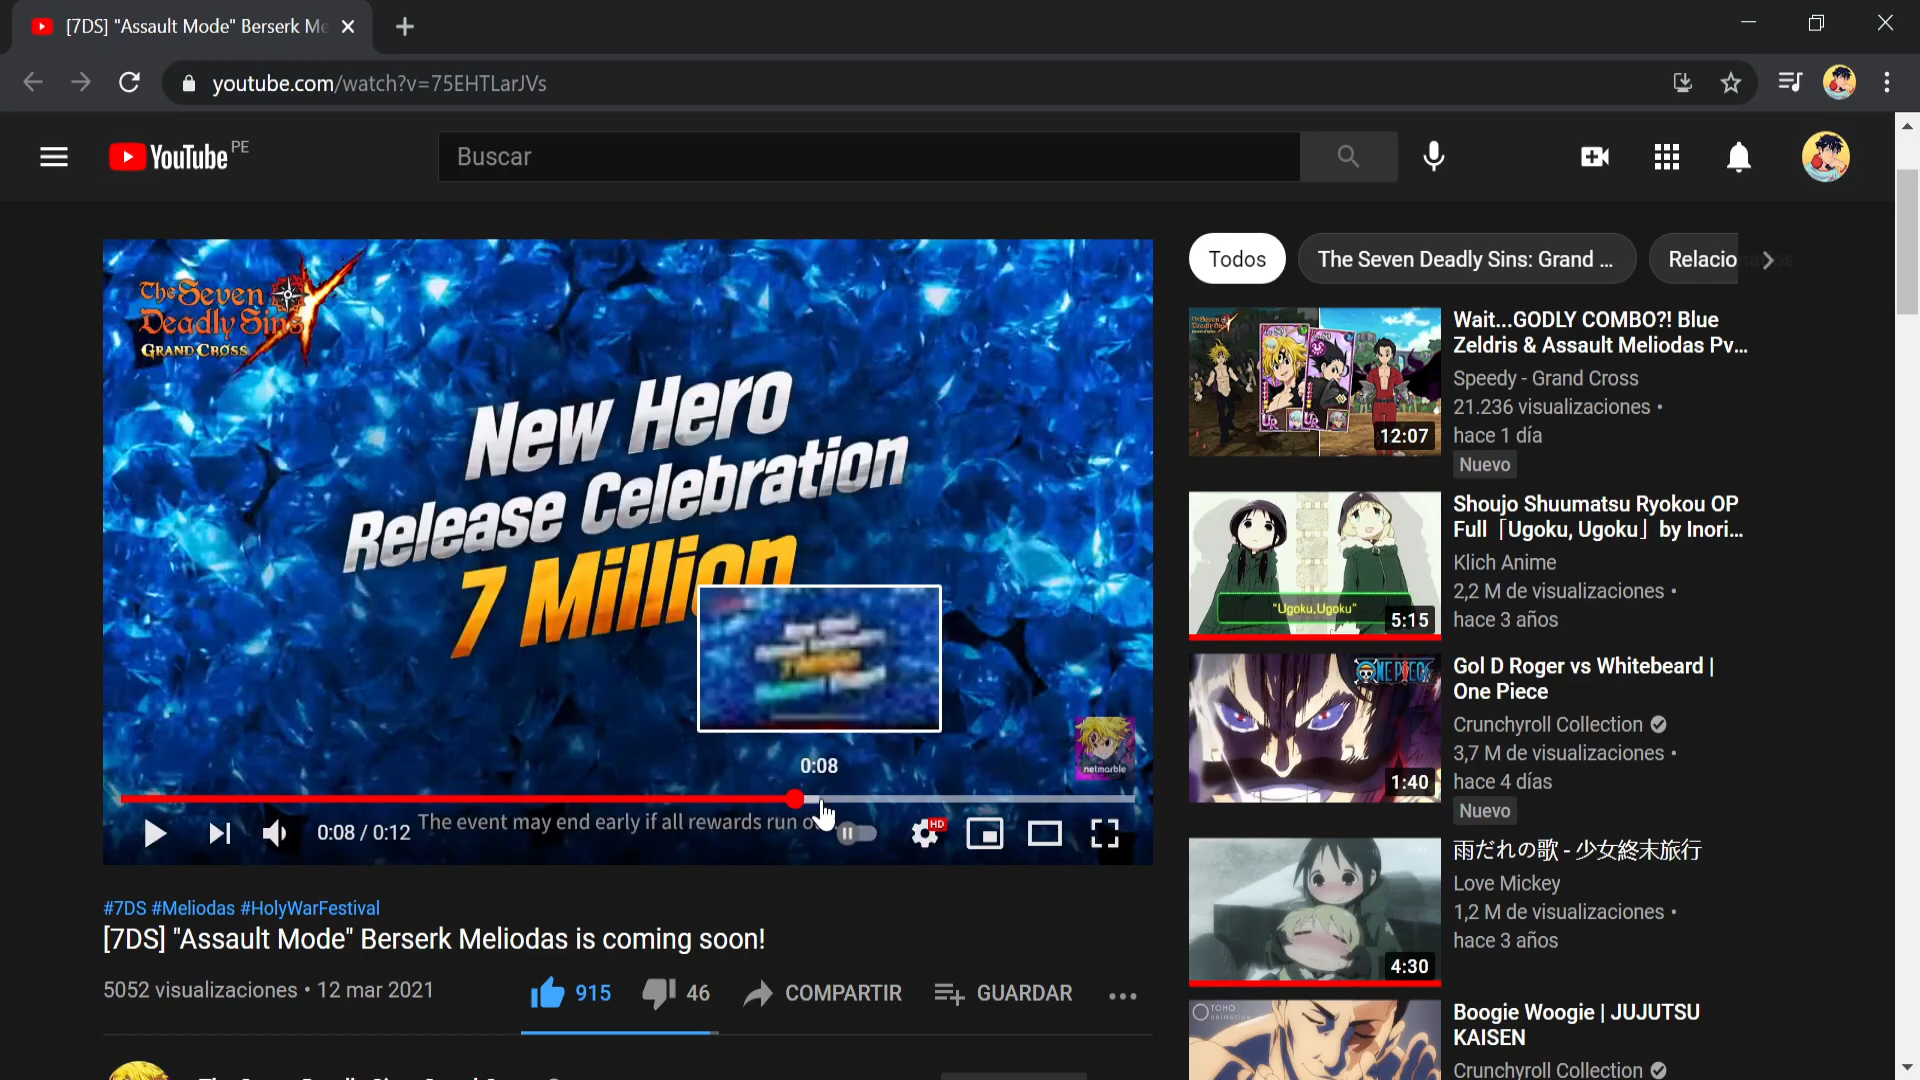 [7DS] "Assault Mode" Berserk Me
youtube.com/watch?v=75EHTLarJVs
YouTube PE
Buscar
The Seven
Deadly Sins
GRAND CROSS
New Hero
Release Celebration
7 Million
0:08
netmarble
0:08 / 0:12
The event may end early if all rewards run
HD
#7DS #Meliodas #HolyWarFestival
[7DS] "Assault Mode" Berserk Meliodas is coming soon!
5052 visualizaciones • 12 mar 2021
915
46
COMPARTIR
GUARDAR
Todos
The Seven Deadly Sins: Grand ...
Relacio
UR
UR
12:07
Wait...GODLY COMBO?! Blue
Zeldris & Assault Meliodas Pv...
Speedy - Grand Cross
21.236 visualizaciones •
hace 1 día
Nuevo
"Ugoku,Ugoku"
5:15
Shoujo Shuumatsu Ryokou OP
Full「Ugoku, Ugoku」by Inori...
Klich Anime
2,2 M de visualizaciones •
hace 3 años
ONE PIECE
1:40
Gol D Roger vs Whitebeard |
One Piece
Crunchyroll Collection
3,7 M de visualizaciones •
hace 4 días
Nuevo
4:30
雨だれの歌 - 少女終末旅行
Love Mickey
1,2 M de visualizaciones •
hace 3 años
TOHO
animation
Boogie Woogie | JUJUTSU
KAISEN
Crunchyroll Collection